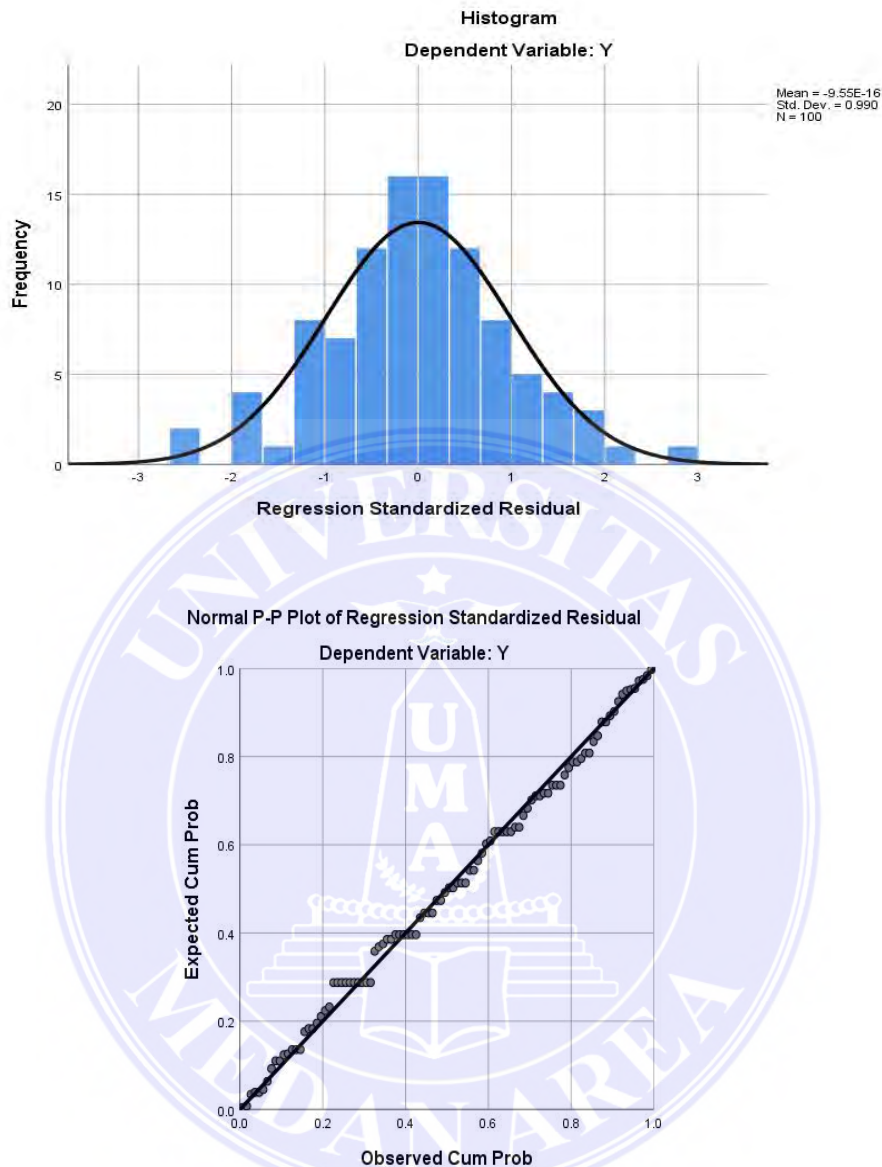 Histogram
Dependent Variable: Y
Mean = -9.55E-16
Std. Dev. = 0.990
N = 100
20
15
10
5
0
Frequency
-3 -2 -1 0 1 2 3
Regression Standardized Residual
UNIVERSITAS
Normal P-P Plot of Regression Standardized Residual
Dependent Variable: Y
1.0
0.8
0.6
0.4
0.2
0.0
Expected Cum Prob
UMA
0.0 0.2 0.4 0.6 0.8 1.0
Observed Cum Prob
MEDAN AREA